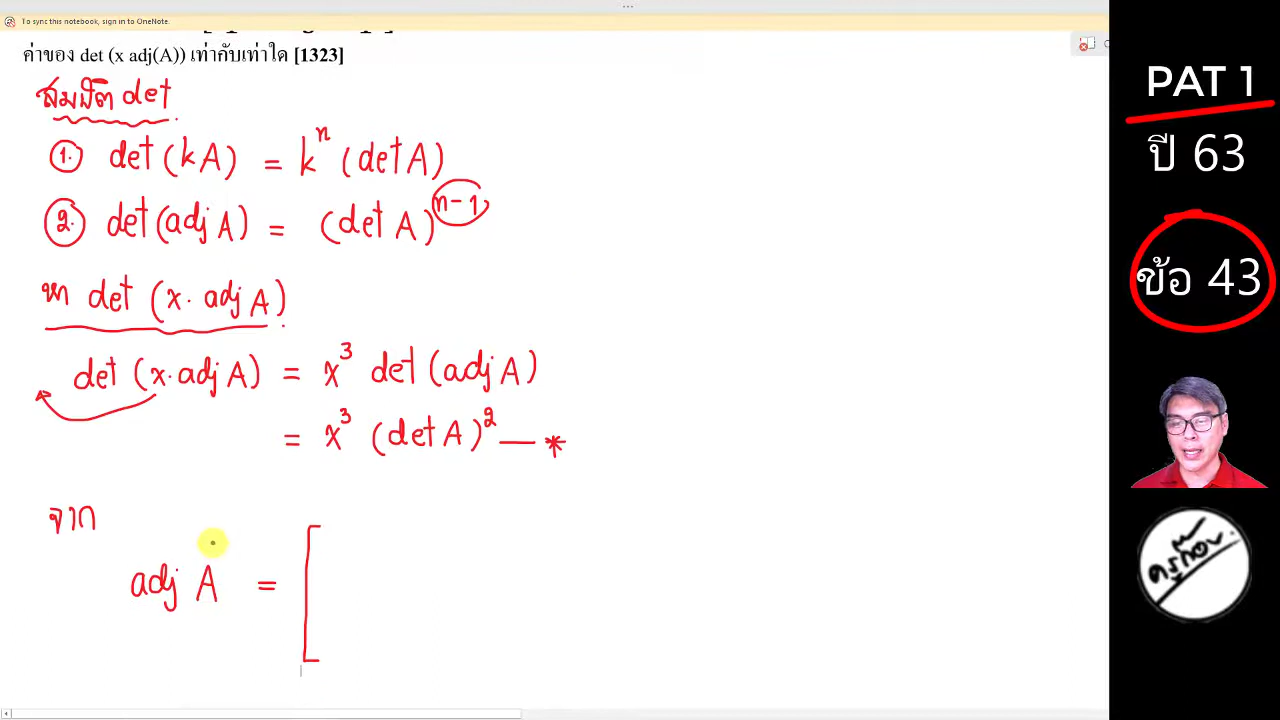 To sync this notebook, sign in to OneNote.
ค่าของ det (x adj(A)) เท่ากับเท่าใด [1323]
สมบัติ det
1. det (kA) = kⁿ (det A)
2. det (adj A) = (det A)ⁿ⁻¹
หา det (x· adj A)
det (x· adj A) = x³ det (adj A)
= x³ (det A)² — *
จาก
adj A = [
PAT 1
ปี 63
ข้อ 43
ครูก้อบ